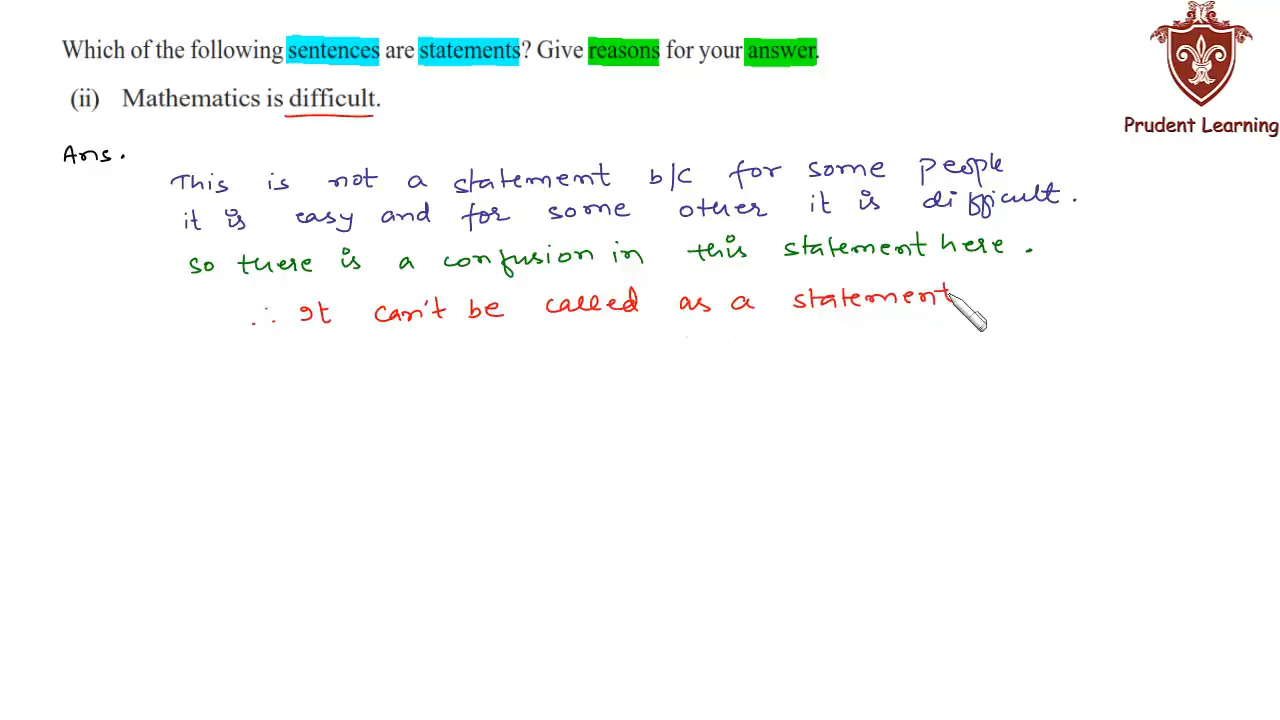 Which of the following sentences are statements? Give reasons for your answer.
Prudent Learning
(ii) Mathematics is difficult.
Ans.
This is not a statement b/c for some people
it is easy and for some other it is difficult.
so there is a confusion in this statement here.
∴ It can't be called as a statement